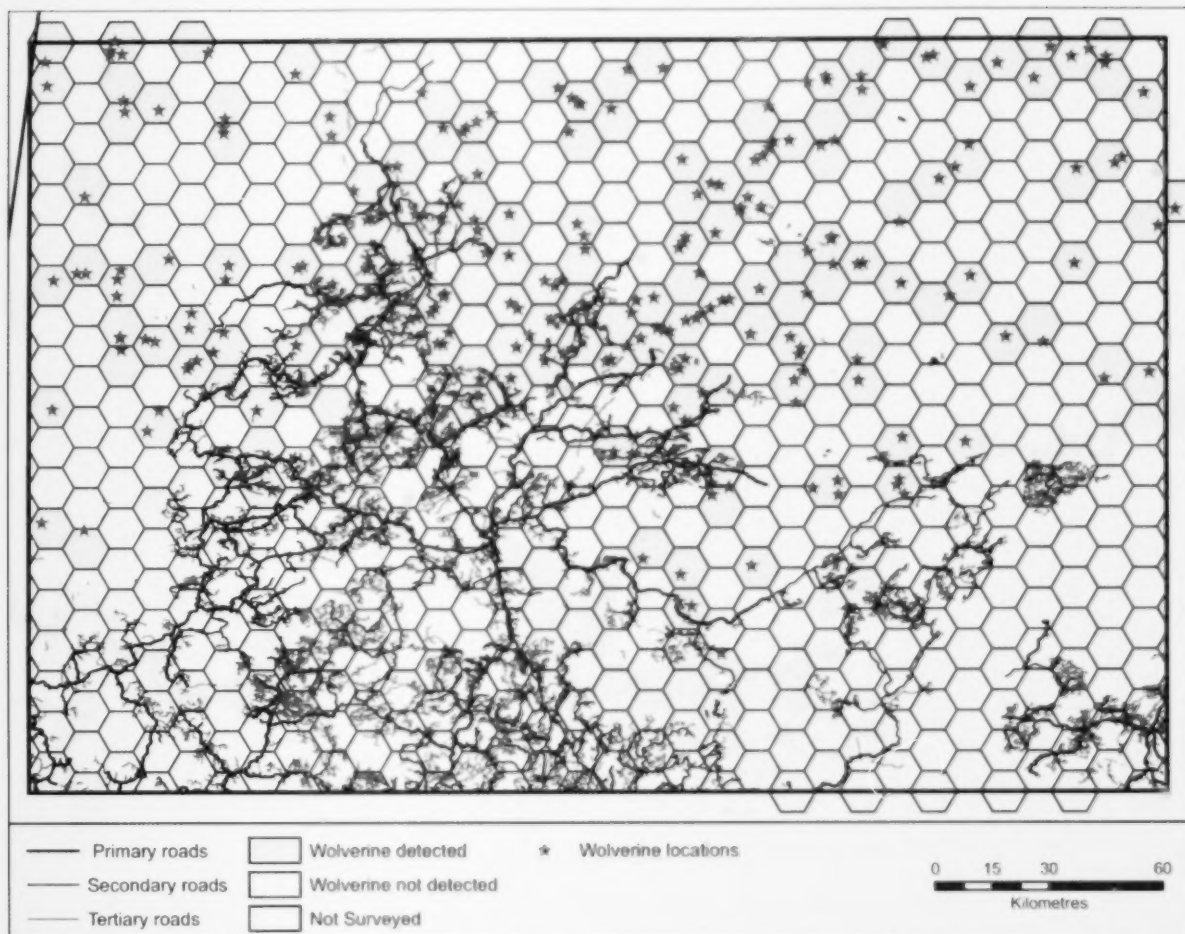 Primary roads
Secondary roads
Tertiary roads
Wolverine detected
Wolverine not detected
Not Surveyed
Wolverine locations
0 15 30 60
Kilometres